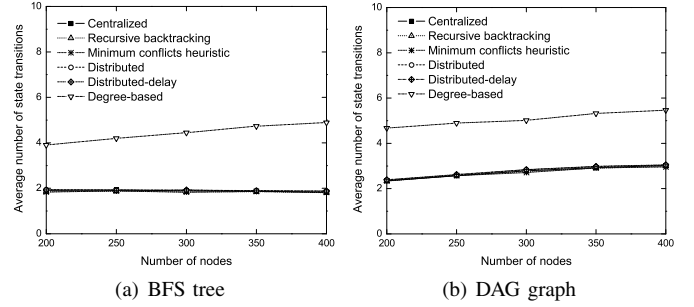 Average number of state transitions
10
8
6
4
2
0
Centralized
Recursive backtracking
Minimum conflicts heuristic
Distributed
Distributed-delay
Degree-based
200 250 300 350 400
Number of nodes
(a) BFS tree
Average number of state transitions
10
8
6
4
2
0
Centralized
Recursive backtracking
Minimum conflicts heuristic
Distributed
Distributed-delay
Degree-based
200 250 300 350 400
Number of nodes
(b) DAG graph